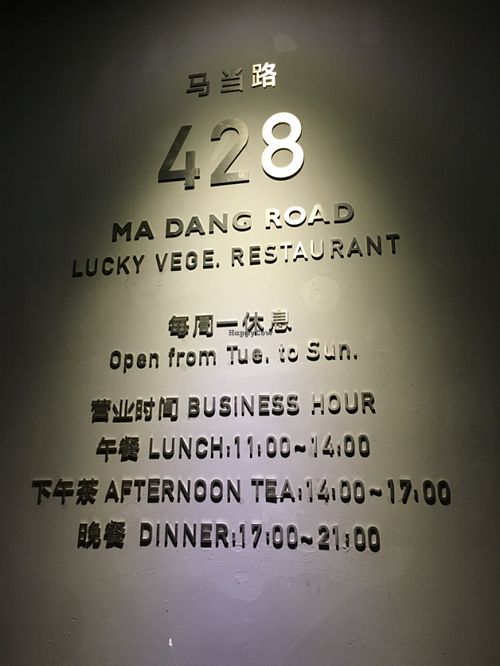 马当路
428
MA DANG ROAD
LUCKY VEGE. RESTAURANT
每周一休息
HappyCow
Open from Tue. to Sun.
营业时间 BUSINESS HOUR
午餐 LUNCH:11:00~14:00
下午茶 AFTERNOON TEA:14:00~17:00
晚餐 DINNER:17:00~21:00